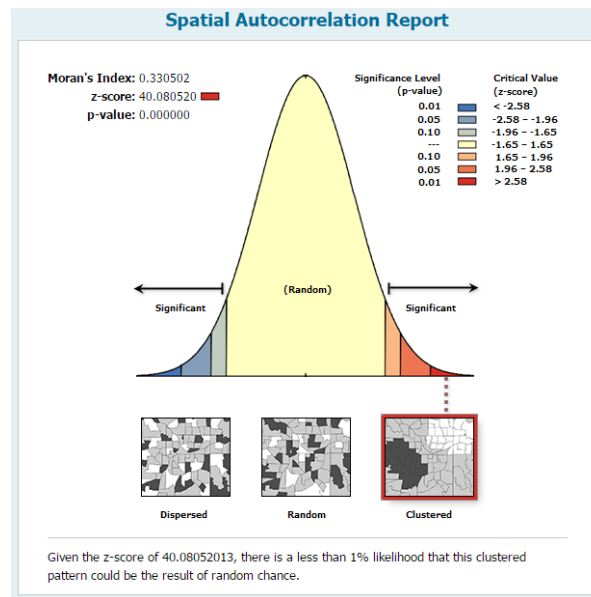 Spatial Autocorrelation Report
Moran's Index: 0.330502
z-score: 40.080520
p-value: 0.000000
Significance Level
(p-value)
Critical Value
(z-score)
0.01 < -2.58
0.05 -2.58 – -1.96
0.10 -1.96 – -1.65
--- -1.65 – 1.65
0.10 1.65 – 1.96
0.05 1.96 – 2.58
0.01 > 2.58
(Random)
Significant
Significant
Dispersed
Random
Clustered
Given the z-score of 40.08052013, there is a less than 1% likelihood that this clustered
pattern could be the result of random chance.